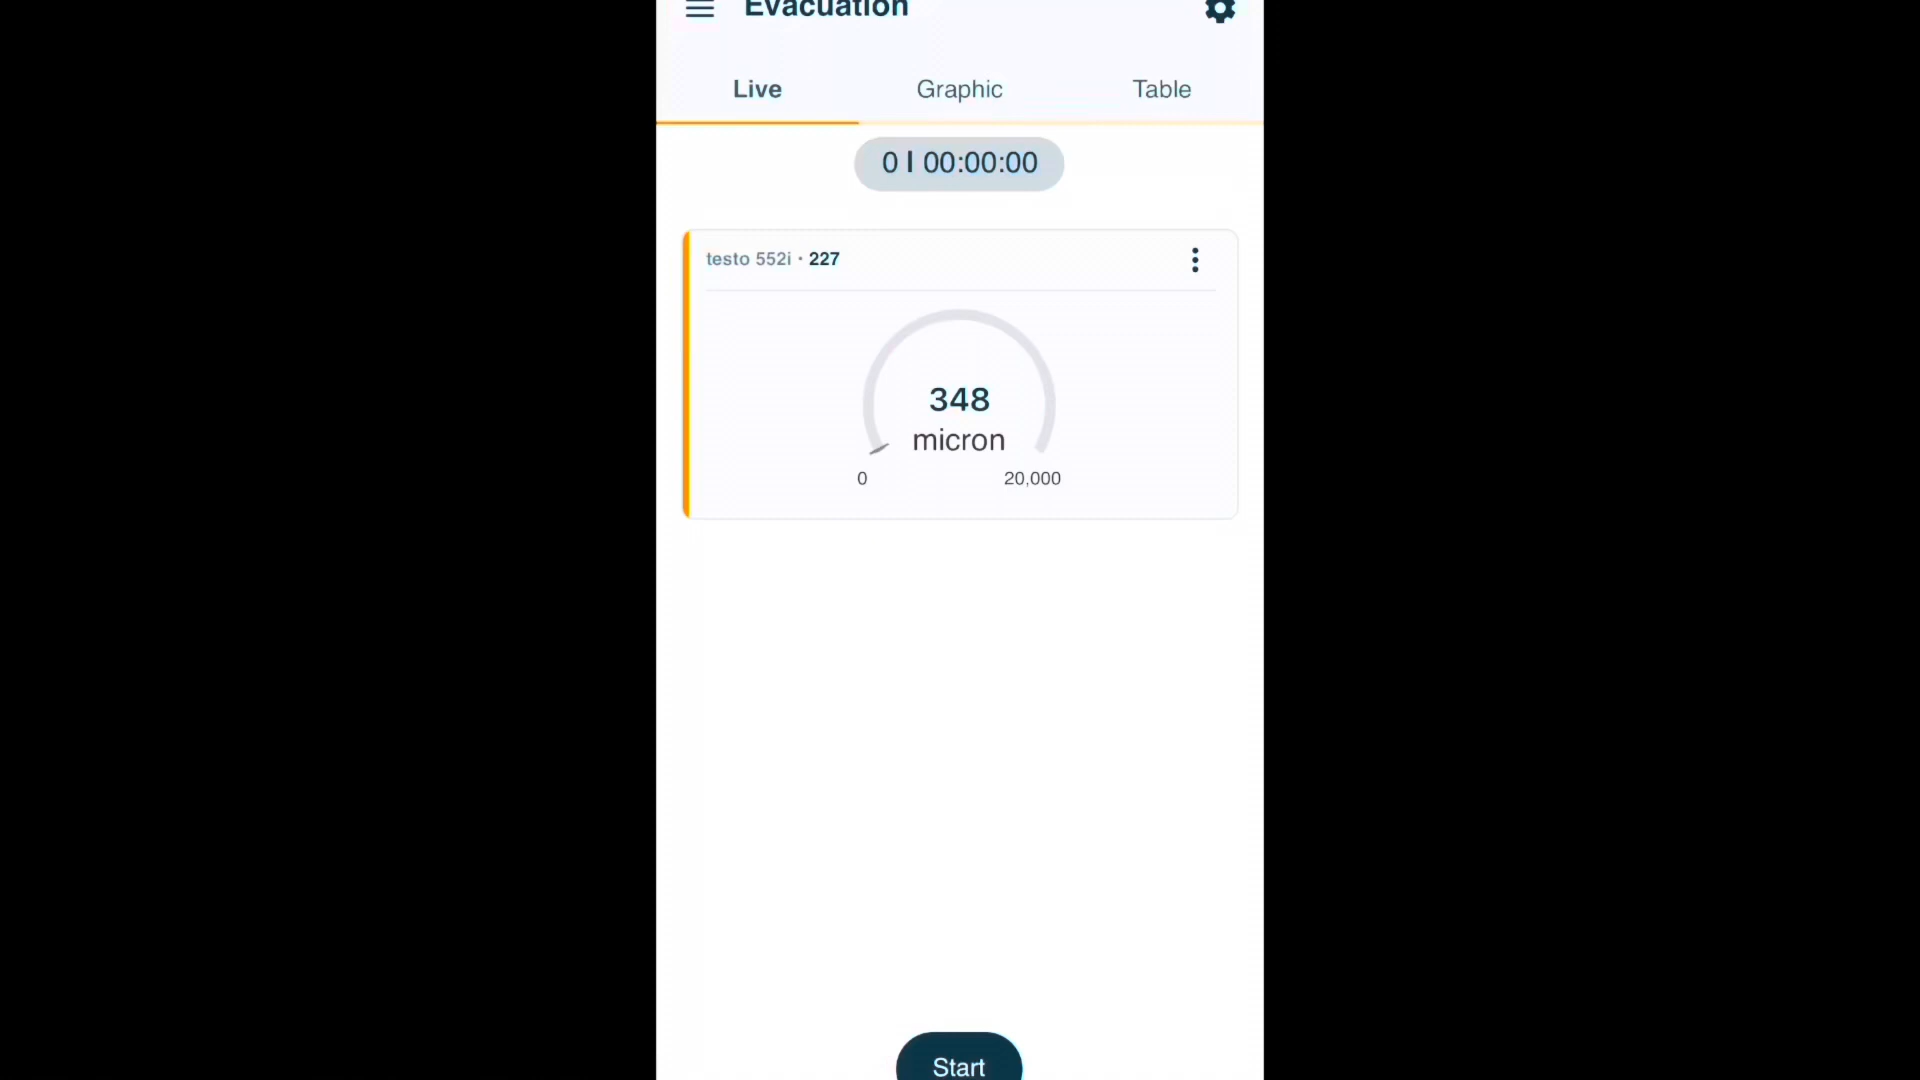 Evacuation
Live Graphic Table
0 | 00:00:00
testo 552i • 227
348
micron
0 20,000
Start